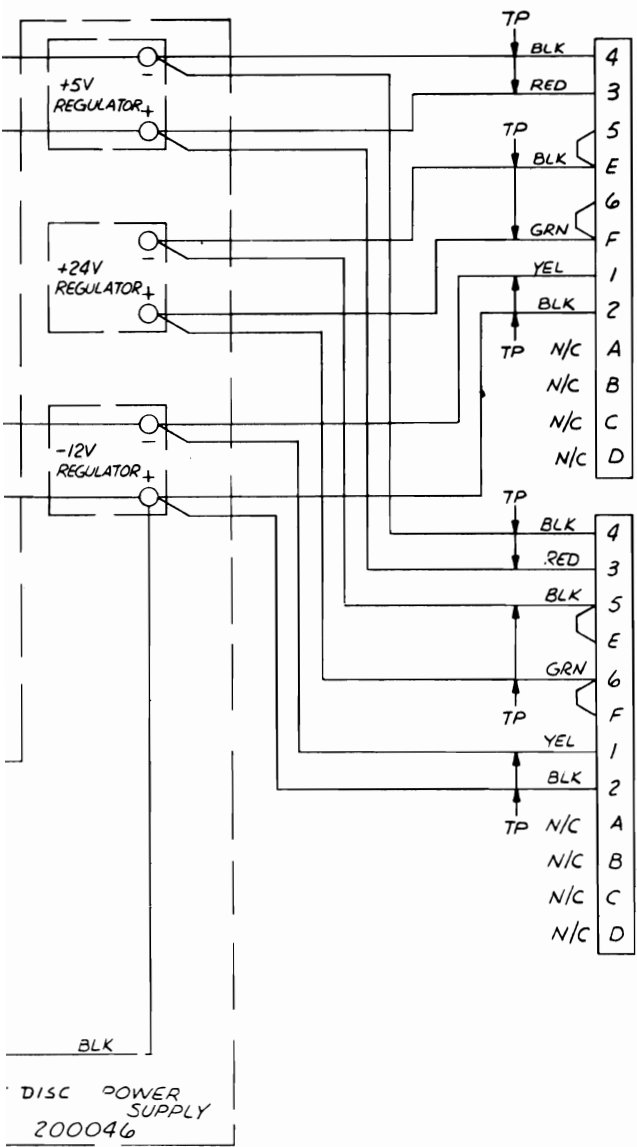 TP
BLK 4
+5V
REGULATOR
-
+
RED 3
5
TP
BLK E
6
GRN F
+24V
REGULATOR
-
+
YEL 1
BLK 2
TP
N/C A
N/C B
N/C C
N/C D
-12V
REGULATOR
-
+
TP
BLK 4
RED 3
BLK 5
E
GRN 6
TP
F
YEL 1
BLK 2
TP
N/C A
N/C B
N/C C
N/C D
BLK
DISC POWER
SUPPLY
200046